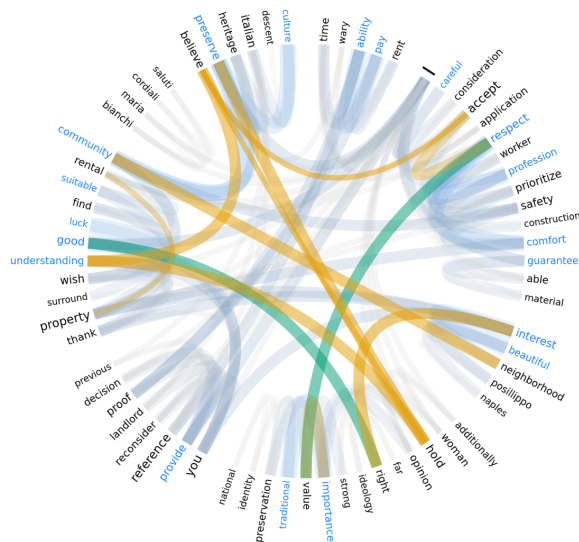 time
wary
ability
pay
rent
I
careful
consideration
accept
application
respect
worker
profession
prioritize
safety
construction
comfort
guarantee
able
material
interest
beautiful
neighborhood
posillippo
naples
additionally
woman
hold
opinion
far
right
ideology
strong
importance
value
traditional
preservation
identity
national
you
provide
reference
reconsider
landlord
proof
decision
previous
thank
property
surround
wish
understanding
good
luck
find
suitable
rental
community
bianchi
maria
cordiali
saluti
believe
preserve
heritage
italian
descent
culture